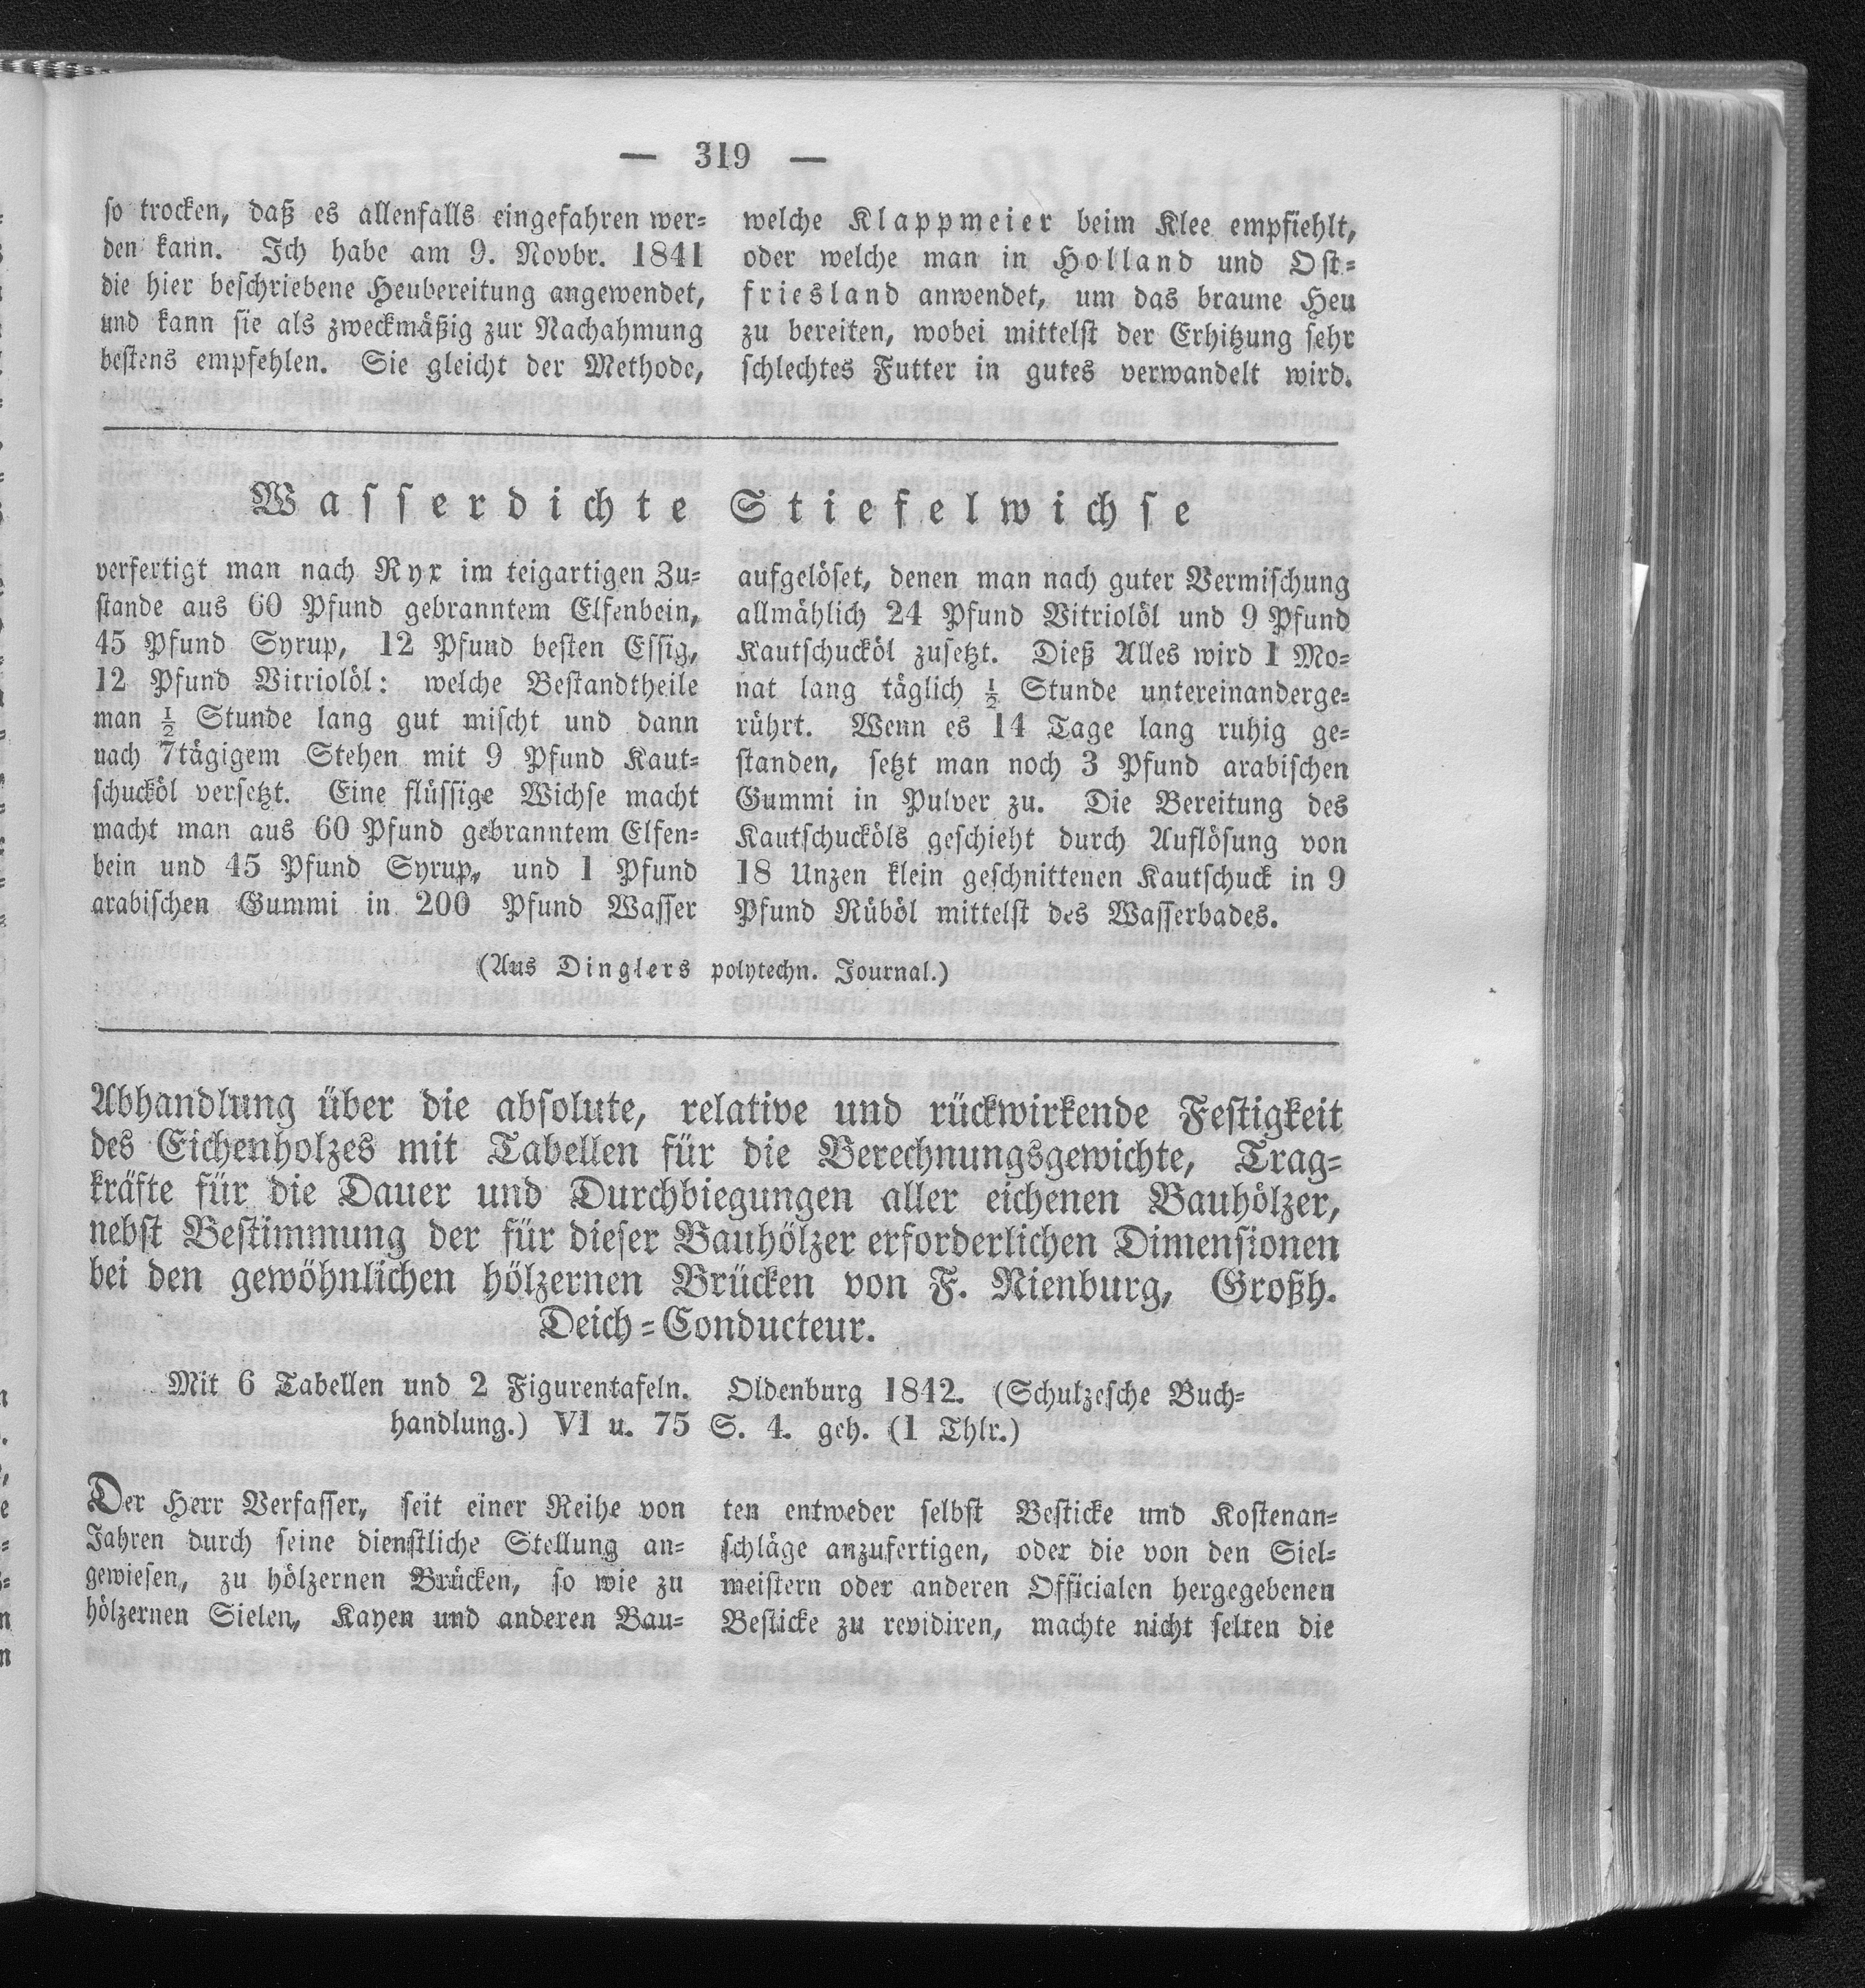 — 319 —
so trocken, daß es allenfalls eingefahren wer-
den kann. Ich habe am 9. Novbr. 1841
die hier beschriebene Heubereitung angewendet,
und kann sie als zweckmäßig zur Nachahmung
bestens empfehlen. Sie gleicht der Methode,
welche Klappmeier beim Klee empfiehlt,
oder welche man in Holland und Ost-
friesland anwendet, um das braune Heu
zu bereiten, wobei mittelst der Erhitzung sehr
schlechtes Futter in gutes verwandelt wird.
Wasserdichte Stiefelwichse
verfertigt man nach Ryx im teigartigen Zu-
stande aus 60 Pfund gebranntem Elfenbein,
45 Pfund Syrup, 12 Pfund besten Essig,
12 Pfund Vitriolöl: welche Bestandtheile
man ½ Stunde lang gut mischt und dann
nach 7tägigem Stehen mit 9 Pfund Kaut-
schucköl versetzt. Eine flüssige Wichse macht
macht man aus 60 Pfund gebranntem Elfen-
bein und 45 Pfund Syrup, und 1 Pfund
arabischen Gummi in 200 Pfund Wasser
aufgelöset, denen man nach guter Vermischung
allmählich 24 Pfund Vitriolöl und 9 Pfund
Kautschucköl zusetzt. Dieß Alles wird 1 Mo-
nat lang täglich ½ Stunde untereinanderge-
rührt. Wenn es 14 Tage lang ruhig ge-
standen, setzt man noch 3 Pfund arabischen
Gummi in Pulver zu. Die Bereitung des
Kautschucköls geschieht durch Auflösung von
18 Unzen klein geschnittenen Kautschuck in 9
Pfund Rüböl mittelst des Wasserbades.
(Aus Dinglers polytechn. Journal.)
Abhandlung über die absolute, relative und rückwirkende Festigkeit
des Eichenholzes mit Tabellen für die Berechnungsgewichte, Trag-
kräfte für die Dauer und Durchbiegungen aller eichenen Bauhölzer,
nebst Bestimmung der für dieser Bauhölzer erforderlichen Dimensionen
bei den gewöhnlichen hölzernen Brücken von F. Nienburg, Großh.
Deich-Conducteur.
Mit 6 Tabellen und 2 Figurentafeln. Oldenburg 1842. (Schulzesche Buch-
handlung.) VI u. 75 S. 4. geh. (1 Thlr.)
Der Herr Verfasser, seit einer Reihe von
Jahren durch seine dienstliche Stellung an-
gewiesen, zu hölzernen Brücken, so wie zu
hölzernen Sielen, Kayen und anderen Bau-
ten entweder selbst Besticke und Kostenan-
schläge anzufertigen, oder die von den Siel-
meistern oder anderen Officialen hergegebenen
Besticke zu revidiren, machte nicht selten die